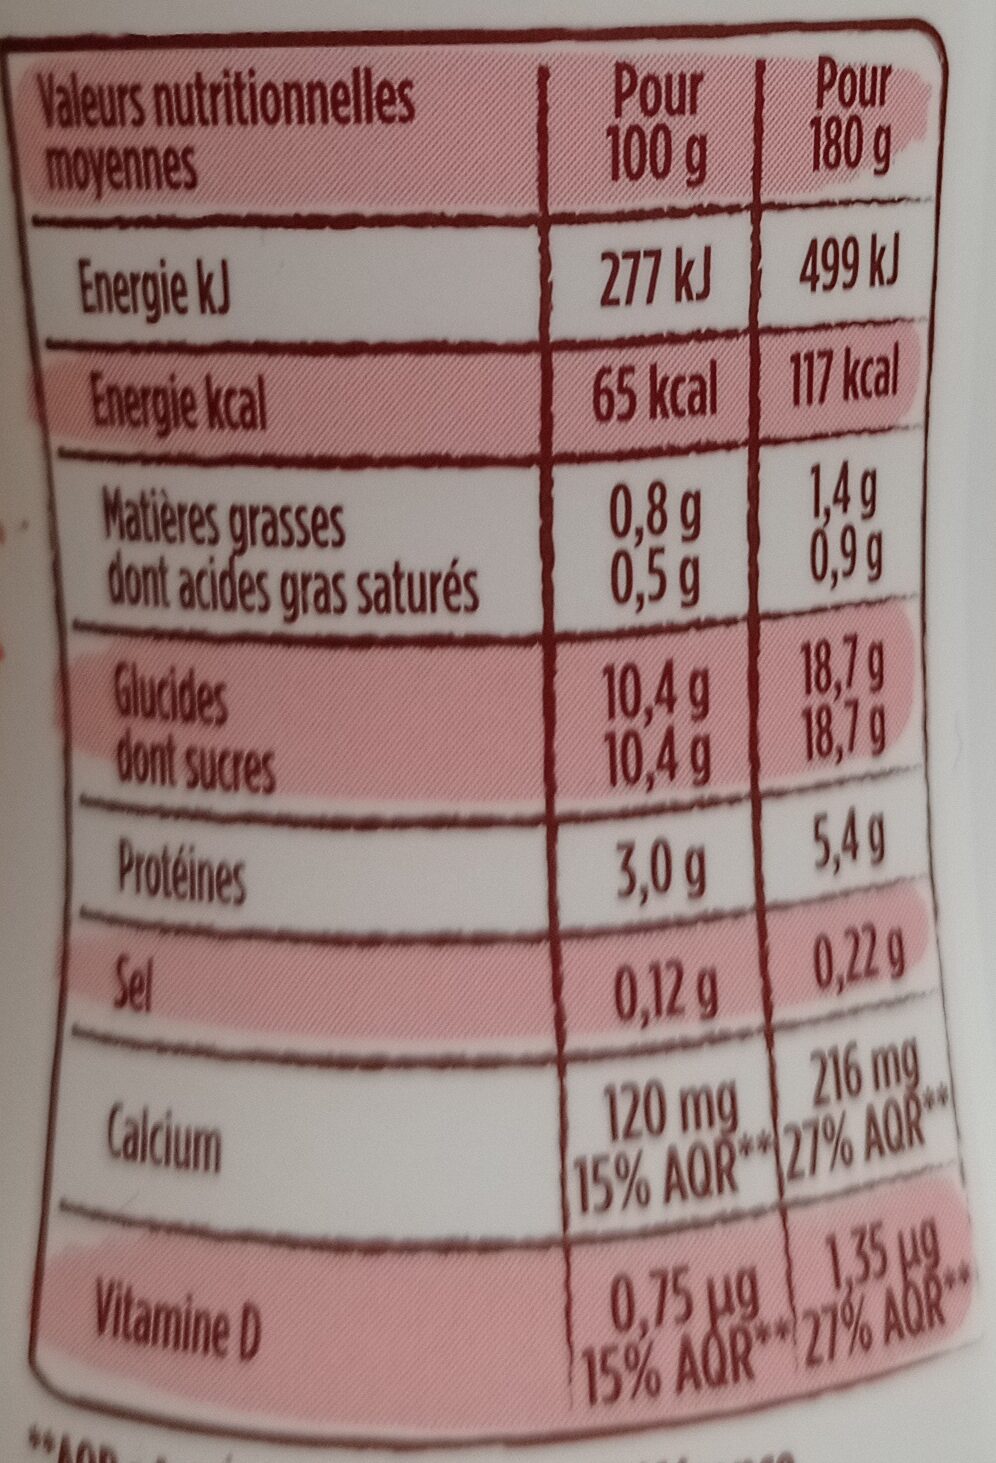 Valeurs nutritionnelles moyennes Pour 100 g Pour 180 g
Energie kJ 277 kJ 499 kJ
Energie kcal 65 kcal 117 kcal
Matières grasses 0,8 g 1,4 g
dont acides gras saturés 0,5 g 0,9 g
Glucides 10,4 g 18,7 g
dont sucres 10,4 g 18,7 g
Protéines 3,0 g 5,4 g
Sel 0,12 g 0,22 g
Calcium 120 mg 216 mg
15% AQR** 27% AQR**
Vitamine D 0,75 µg 1,35 µg
15% AQR** 27% AQR**